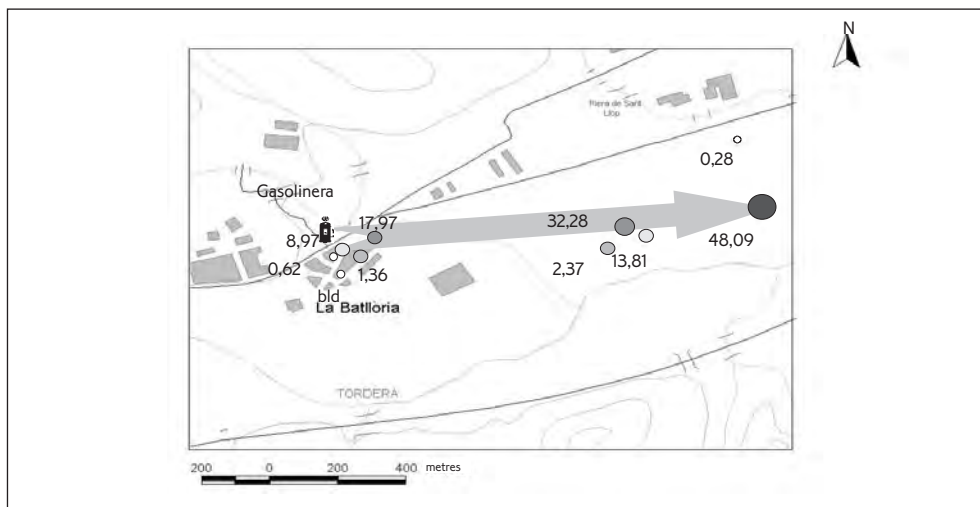 N
Riera de Sant
Llop
0,28
Gasolinera
17,97
32,28
8,97
48,09
0,62
1,36
2,37
13,81
bld
La Batlloria
TORDERA
200 0 200 400 metres